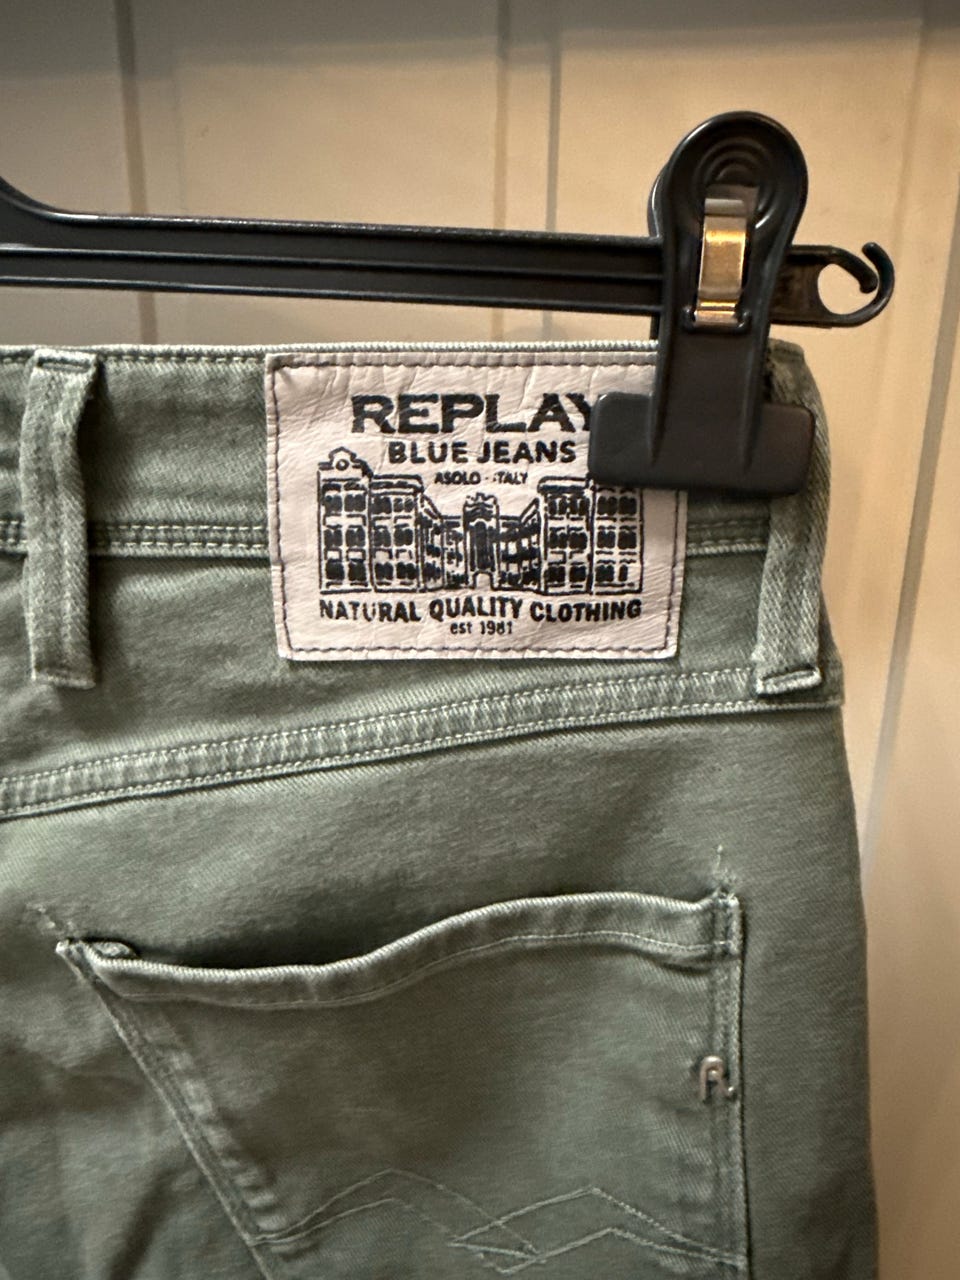 REPLAY
BLUE JEANS
ASOLO - ITALY
NATURAL QUALITY CLOTHING
est 1981
R.